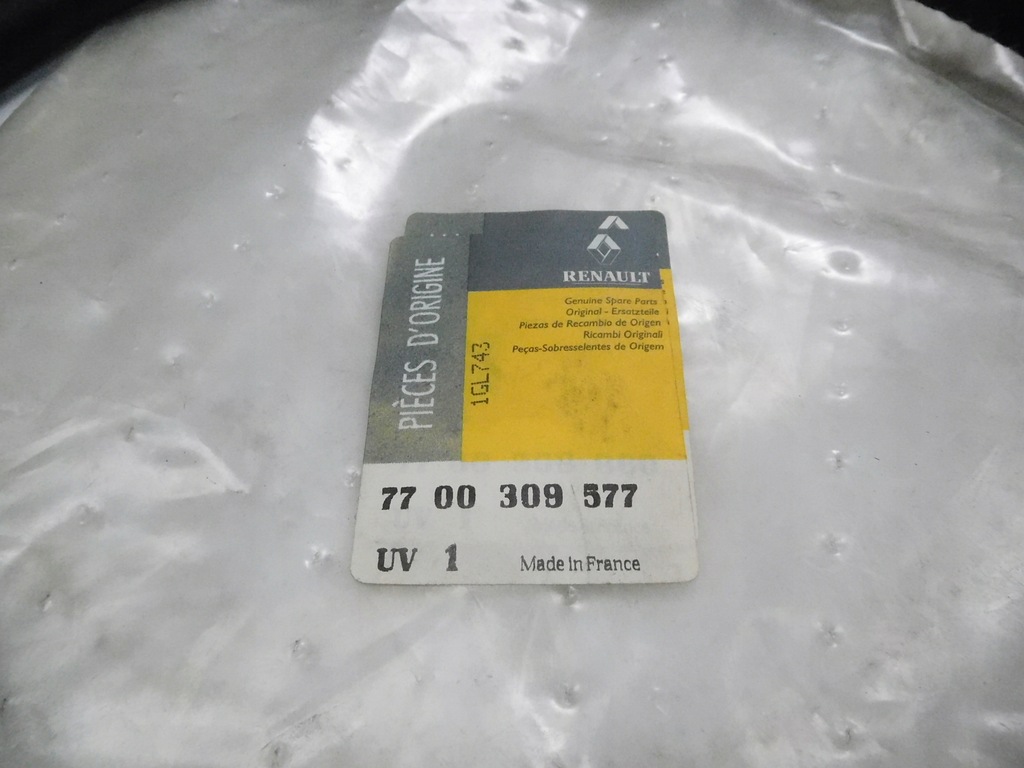 RENAULT
PIÈCES D'ORIGINE
Genuine Spare Parts
Original - Ersatzteile
Piezas de Recambio de Origen
Ricambi Originali
Peças-Sobresselentes de Origem
1GL743
77 00 309 577
UV 1 Made in France